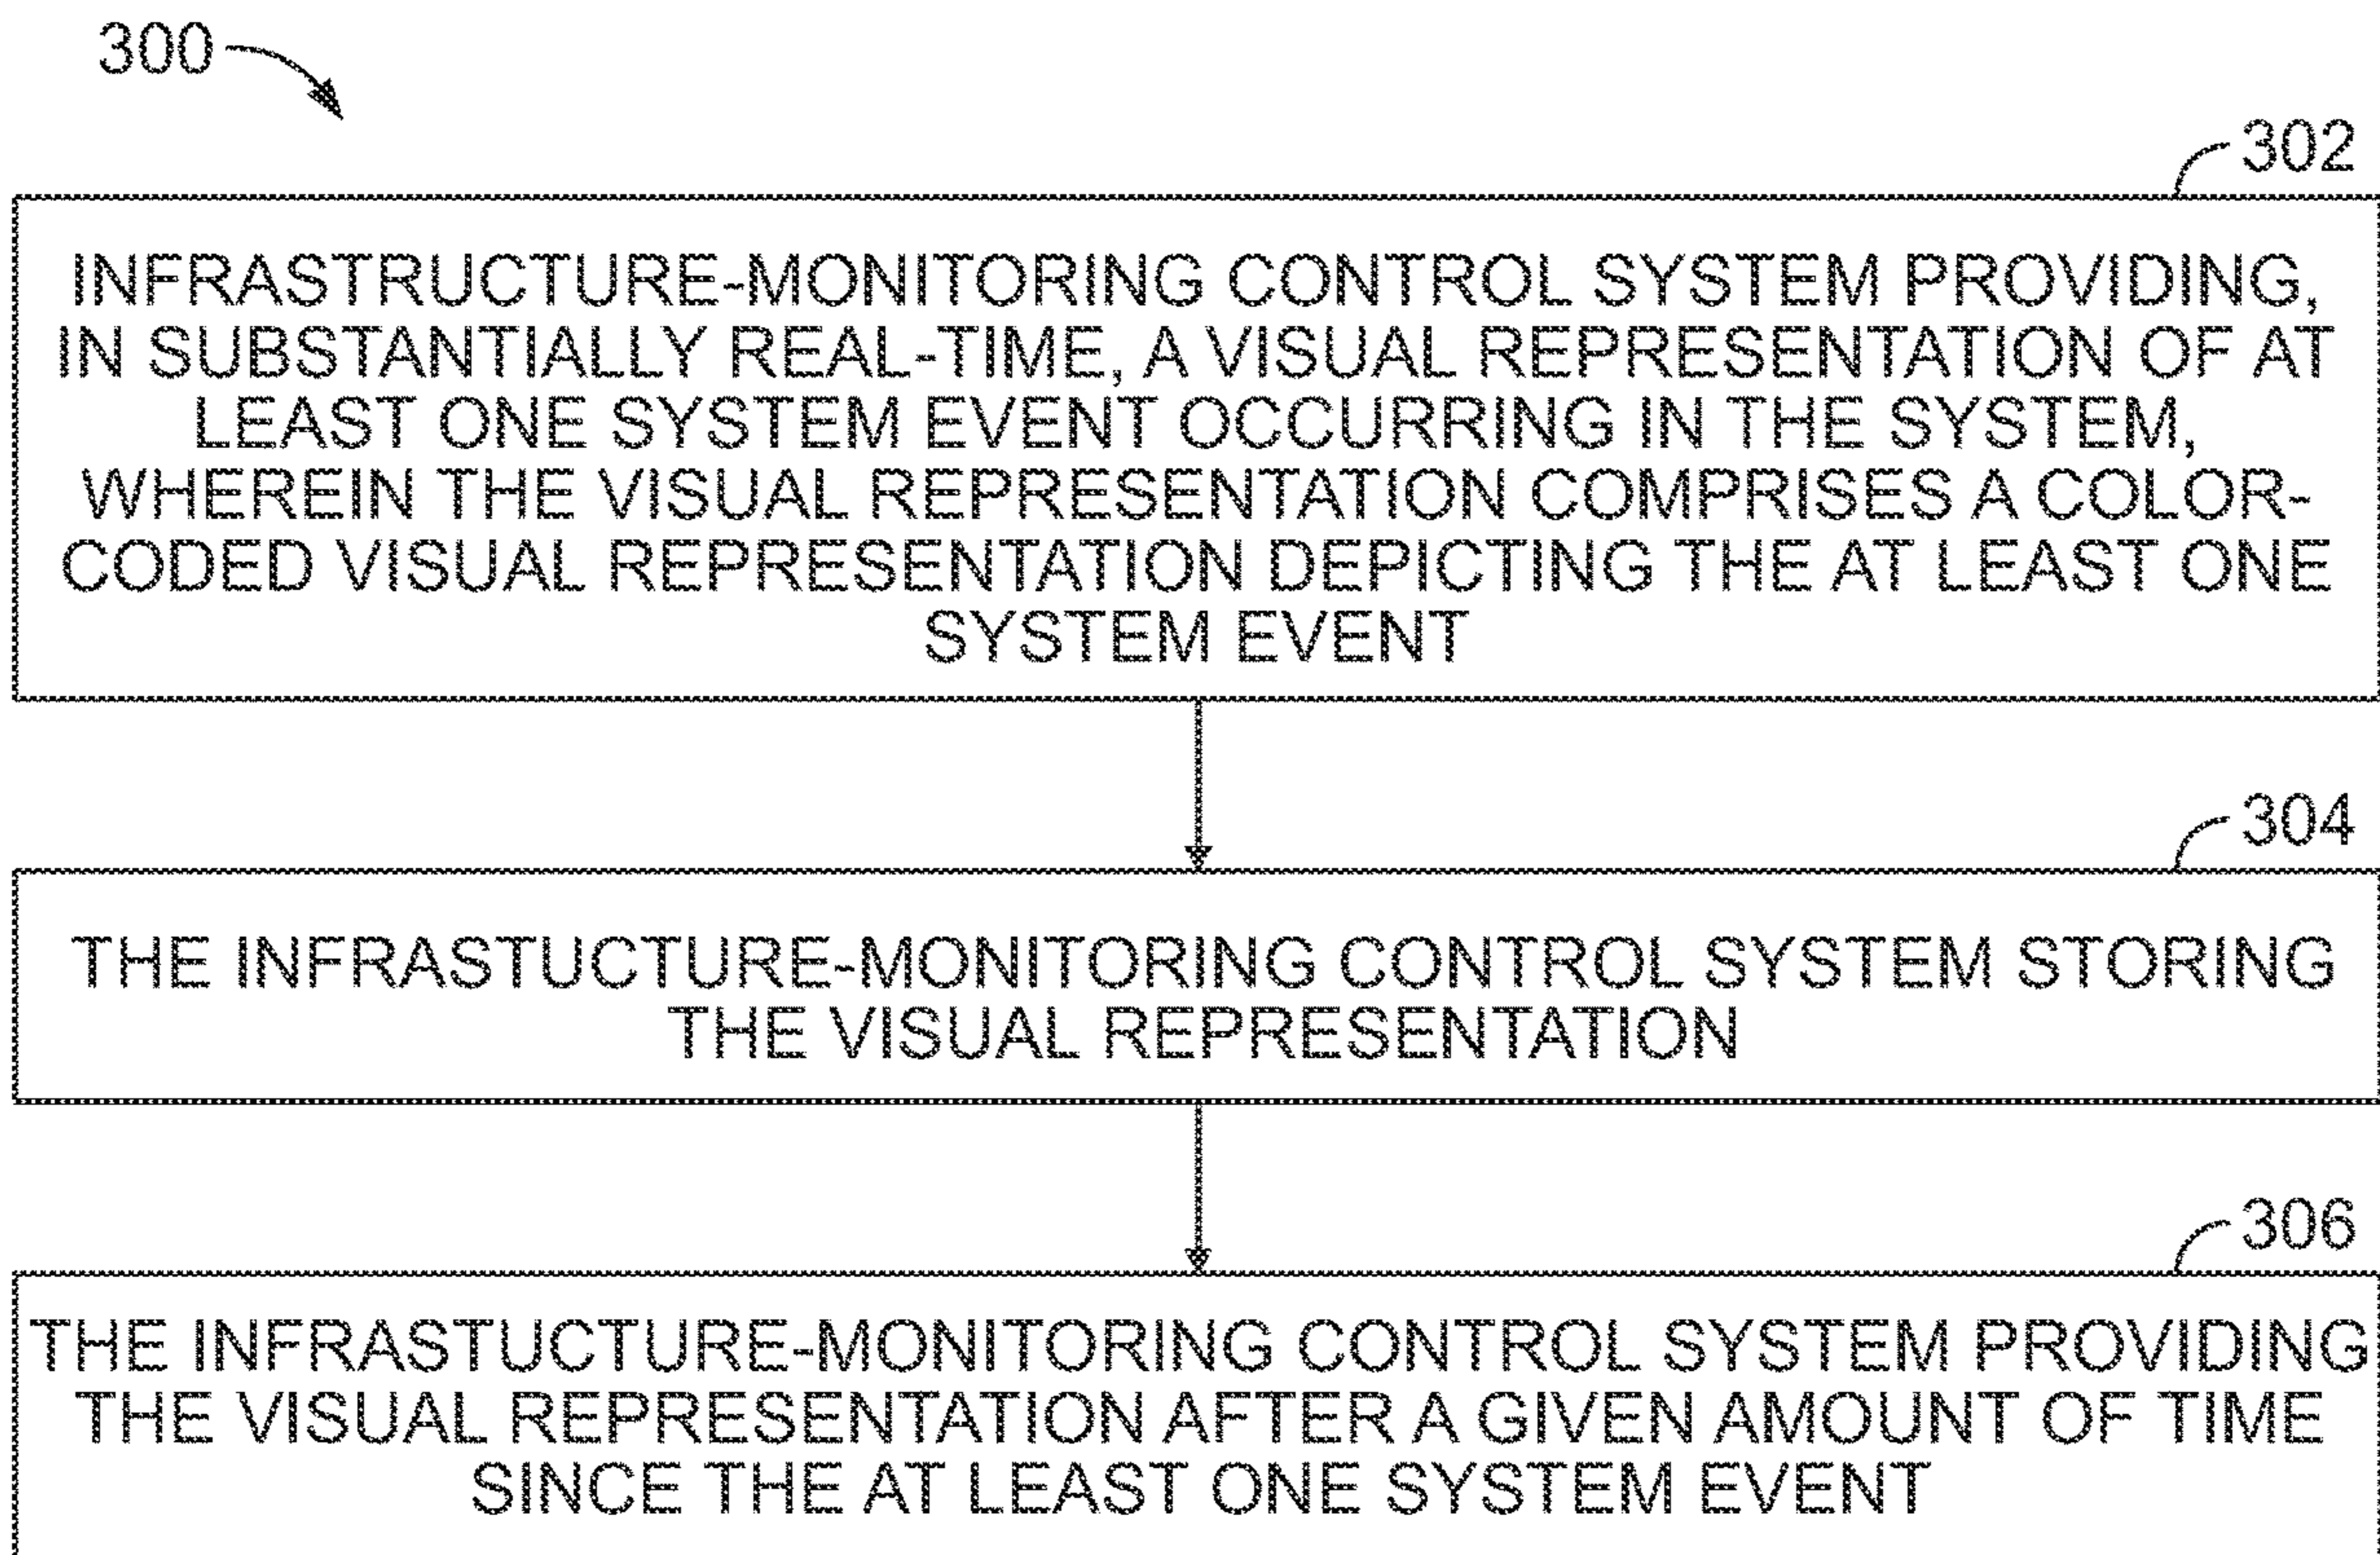 300
302
INFRASTRUCTURE-MONITORING CONTROL SYSTEM PROVIDING,
IN SUBSTANTIALLY REAL-TIME, A VISUAL REPRESENTATION OF AT
LEAST ONE SYSTEM EVENT OCCURRING IN THE SYSTEM,
WHEREIN THE VISUAL REPRESENTATION COMPRISES A COLOR-
CODED VISUAL REPRESENTATION DEPICTING THE AT LEAST ONE
SYSTEM EVENT
304
THE INFRASTUCTURE-MONITORING CONTROL SYSTEM STORING
THE VISUAL REPRESENTATION
306
THE INFRASTUCTURE-MONITORING CONTROL SYSTEM PROVIDING
THE VISUAL REPRESENTATION AFTER A GIVEN AMOUNT OF TIME
SINCE THE AT LEAST ONE SYSTEM EVENT